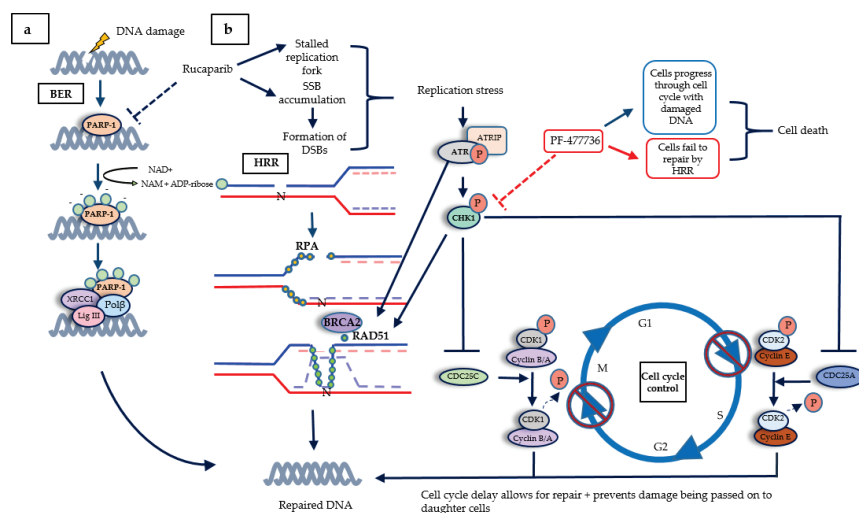 a
DNA damage
BER
PARP-1
NAD+
NAM + ADP-ribose
PARP-1
PARP-1
XRCC1
Polβ
Lig III
b
Rucaparib
Stalled
replication
fork
SSB
accumulation
Formation of
DSBs
HRR
N
RPA
N
BRCA2
RAD51
N
Repaired DNA
Replication stress
ATRIP
ATR
P
P
CHK1
PF-477736
Cells progress
through cell
cycle with
damaged
DNA
Cells fail to
repair by
HRR
Cell death
CDC25C
P
CDK1
Cyclin B/A
P
CDK1
Cyclin B/A
G1
M
Cell cycle
control
S
G2
P
CDK2
Cyclin E
CDC25A
P
CDK2
Cyclin E
Cell cycle delay allows for repair + prevents damage being passed on to
daughter cells